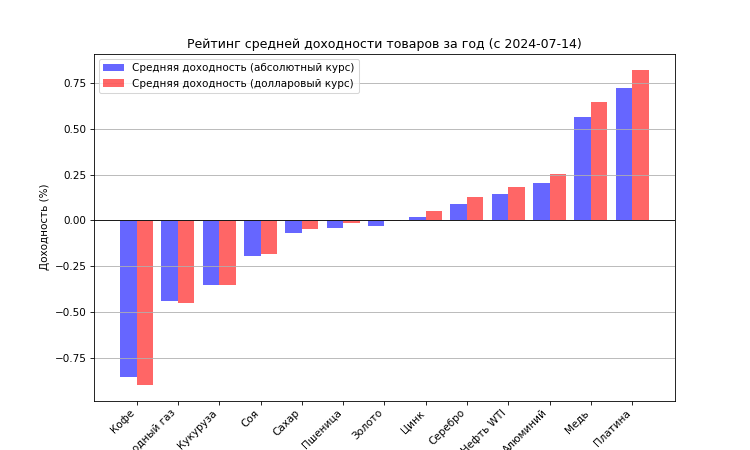 Рейтинг средней доходности товаров за год (с 2024-07-14)
Средняя доходность (абсолютный курс)
Средняя доходность (долларовый курс)
Доходность (%)
0.75
0.50
0.25
0.00
−0.25
−0.50
−0.75
Кофе
одный газ
Кукуруза
Соя
Сахар
Пшеница
Золото
Цинк
Серебро
Нефть WTI
Алюминий
Медь
Платина